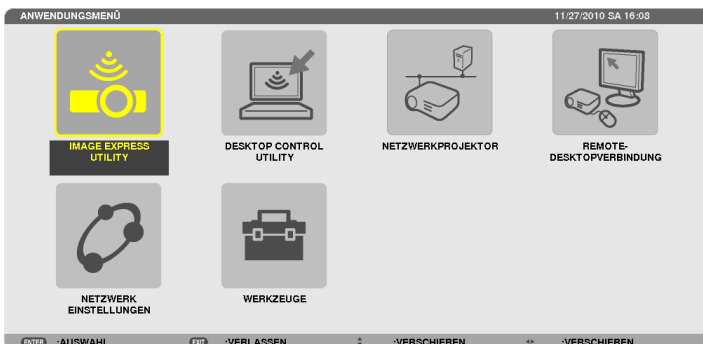 ANWENDUNGSMENÜ 11/27/2010 SA 16:08
IMAGE EXPRESS
UTILITY
DESKTOP CONTROL
UTILITY
NETZWERKPROJEKTOR
REMOTE-
DESKTOPVERBINDUNG
NETZWERK
EINSTELLUNGEN
WERKZEUGE
ENTER :AUSWAHL EXIT :VERLASSEN :VERSCHIEBEN :VERSCHIEBEN